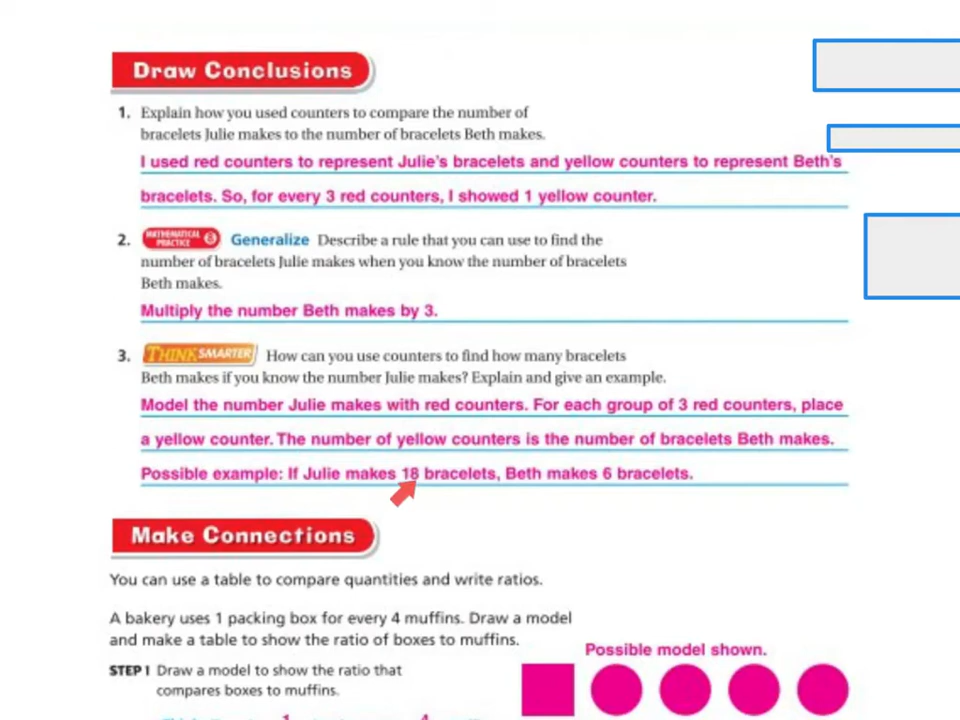 Draw Conclusions
1. Explain how you used counters to compare the number of
bracelets Julie makes to the number of bracelets Beth makes.
I used red counters to represent Julie's bracelets and yellow counters to represent Beth's
bracelets. So, for every 3 red counters, I showed 1 yellow counter.
2. MATHEMATICAL PRACTICE 8 Generalize Describe a rule that you can use to find the
number of bracelets Julie makes when you know the number of bracelets
Beth makes.
Multiply the number Beth makes by 3.
3. THINK SMARTER How can you use counters to find how many bracelets
Beth makes if you know the number Julie makes? Explain and give an example.
Model the number Julie makes with red counters. For each group of 3 red counters, place
a yellow counter. The number of yellow counters is the number of bracelets Beth makes.
Possible example: If Julie makes 18 bracelets, Beth makes 6 bracelets.
Make Connections
You can use a table to compare quantities and write ratios.
A bakery uses 1 packing box for every 4 muffins. Draw a model
and make a table to show the ratio of boxes to muffins.
Possible model shown.
STEP 1 Draw a model to show the ratio that
compares boxes to muffins.